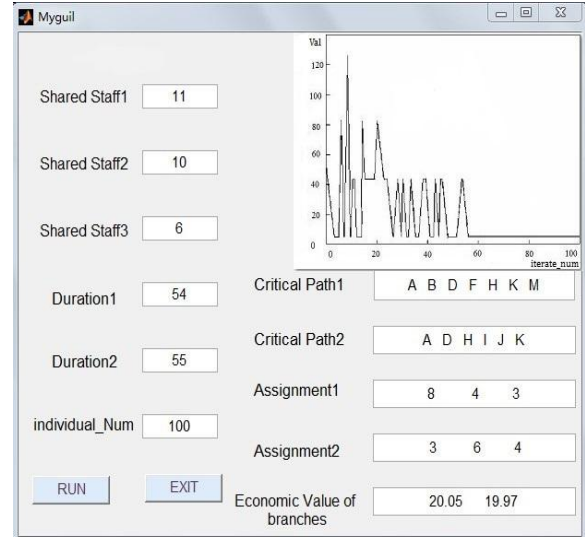 Myguil
Shared Staff1 11
Shared Staff2 10
Shared Staff3 6
Duration1 54
Duration2 55
individual_Num 100
RUN EXIT
Val
120
100
80
60
40
20
0
0 20 40 60 80 100
iterate_num
Critical Path1 A B D F H K M
Critical Path2 A D H I J K
Assignment1 8 4 3
Assignment2 3 6 4
Economic Value of
branches
20.05 19.97